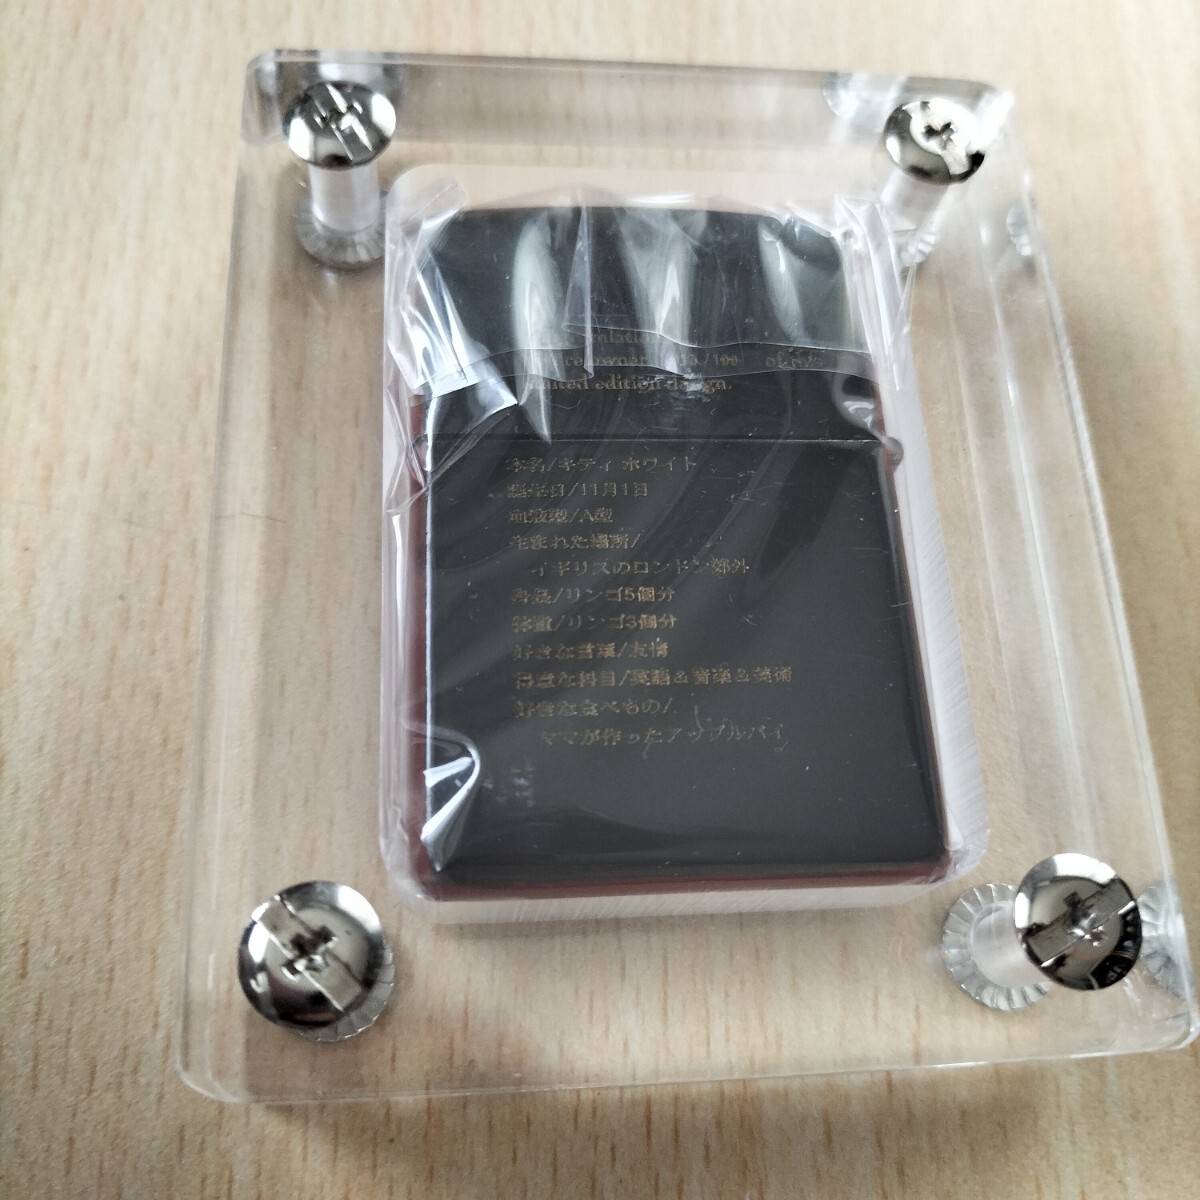 owner /100 of
limited edition design.
本名/キティ ホワイト
誕生日/11月1日
血液型/A型
生まれた場所/
イギリスのロンドン郊外
身長/リンゴ5個分
体重/リンゴ3個分
好きな言葉/友情
得意な科目/英語&音楽&美術
好きな食べもの/
ママが作ったアップルパイ